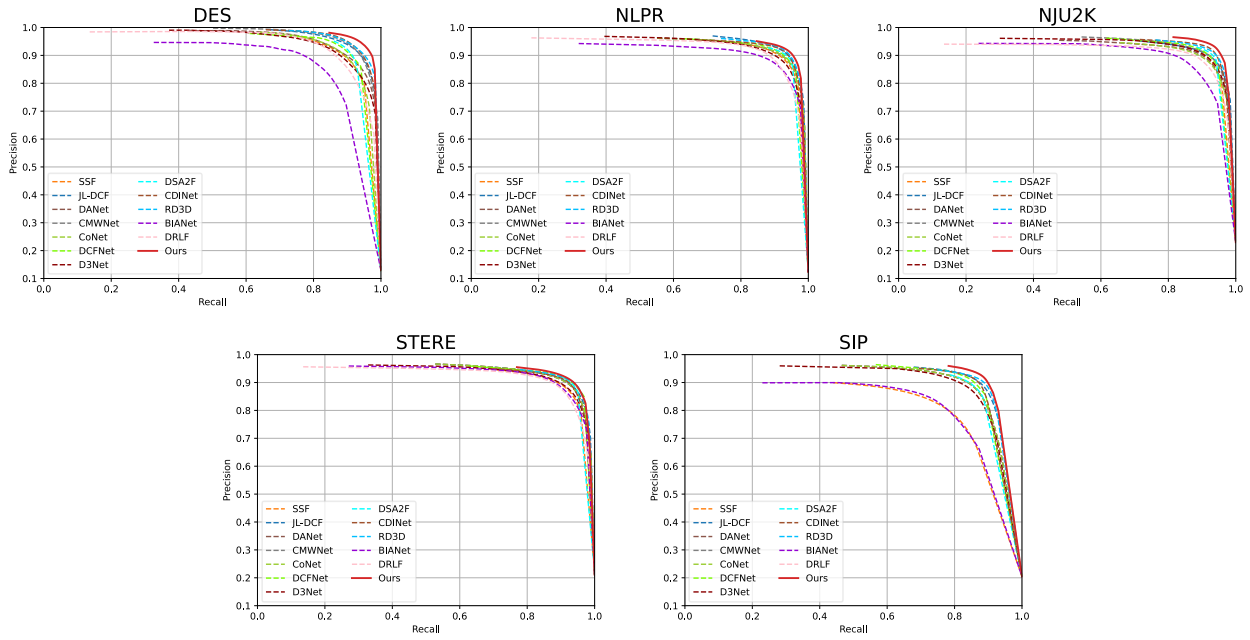 DES
NLPR
NJU2K
1.0
0.9
0.8
0.7
0.6
0.5
0.4
0.3
0.2
0.1
Precision
SSF
JL-DCF
DANet
CMWNet
CoNet
DCFNet
D3Net
DSA2F
CDINet
RD3D
BIANet
DRLF
Ours
0.0 0.2 0.4 0.6 0.8 1.0
Recall
1.0
0.9
0.8
0.7
0.6
0.5
0.4
0.3
0.2
0.1
Precision
SSF
JL-DCF
DANet
CMWNet
CoNet
DCFNet
D3Net
DSA2F
CDINet
RD3D
BIANet
DRLF
Ours
0.0 0.2 0.4 0.6 0.8 1.0
Recall
1.0
0.9
0.8
0.7
0.6
0.5
0.4
0.3
0.2
0.1
Precision
SSF
JL-DCF
DANet
CMWNet
CoNet
DCFNet
D3Net
DSA2F
CDINet
RD3D
BIANet
DRLF
Ours
0.0 0.2 0.4 0.6 0.8 1.0
Recall
STERE
SIP
1.0
0.9
0.8
0.7
0.6
0.5
0.4
0.3
0.2
0.1
Precision
SSF
JL-DCF
DANet
CMWNet
CoNet
DCFNet
D3Net
DSA2F
CDINet
RD3D
BIANet
DRLF
Ours
0.0 0.2 0.4 0.6 0.8 1.0
Recall
1.0
0.9
0.8
0.7
0.6
0.5
0.4
0.3
0.2
0.1
Precision
SSF
JL-DCF
DANet
CMWNet
CoNet
DCFNet
D3Net
DSA2F
CDINet
RD3D
BIANet
DRLF
Ours
0.0 0.2 0.4 0.6 0.8 1.0
Recall